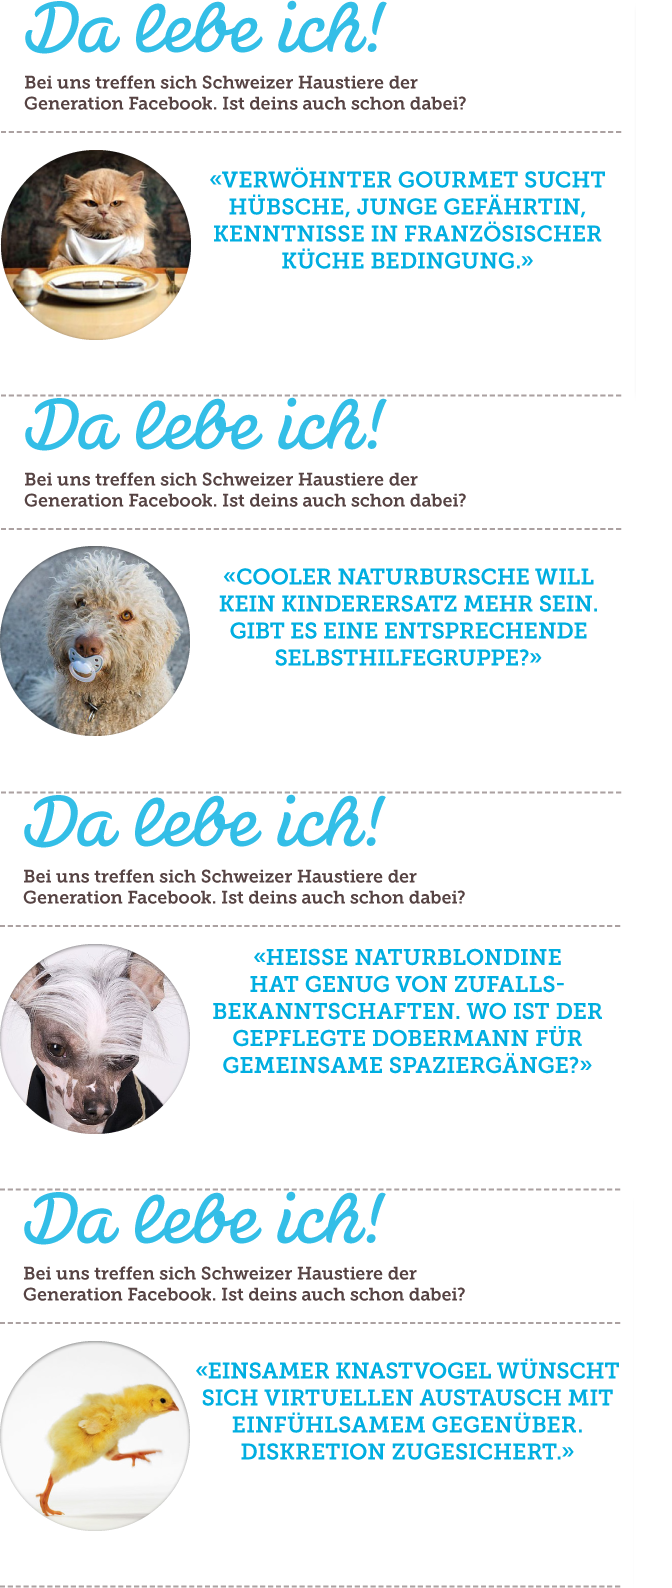 Da lebe ich!
Bei uns treffen sich Schweizer Haustiere der
Generation Facebook. Ist deins auch schon dabei?
«VERWÖHNTER GOURMET SUCHT
HÜBSCHE, JUNGE GEFÄHRTIN,
KENNTNISSE IN FRANZÖSISCHER
KÜCHE BEDINGUNG.»
Da lebe ich!
Bei uns treffen sich Schweizer Haustiere der
Generation Facebook. Ist deins auch schon dabei?
«COOLER NATURBURSCHE WILL
KEIN KINDERERSATZ MEHR SEIN.
GIBT ES EINE ENTSPRECHENDE
SELBSTHILFEGRUPPE?»
Da lebe ich!
Bei uns treffen sich Schweizer Haustiere der
Generation Facebook. Ist deins auch schon dabei?
«HEISSE NATURBLONDINE
HAT GENUG VON ZUFALLS-
BEKANNTSCHAFTEN. WO IST DER
GEPFLEGTE DOBERMANN FÜR
GEMEINSAME SPAZIERGÄNGE?»
Da lebe ich!
Bei uns treffen sich Schweizer Haustiere der
Generation Facebook. Ist deins auch schon dabei?
«EINSAMER KNASTVOGEL WÜNSCHT
SICH VIRTUELLEN AUSTAUSCH MIT
EINFÜHLSAMEM GEGENÜBER.
DISKRETION ZUGESICHERT.»